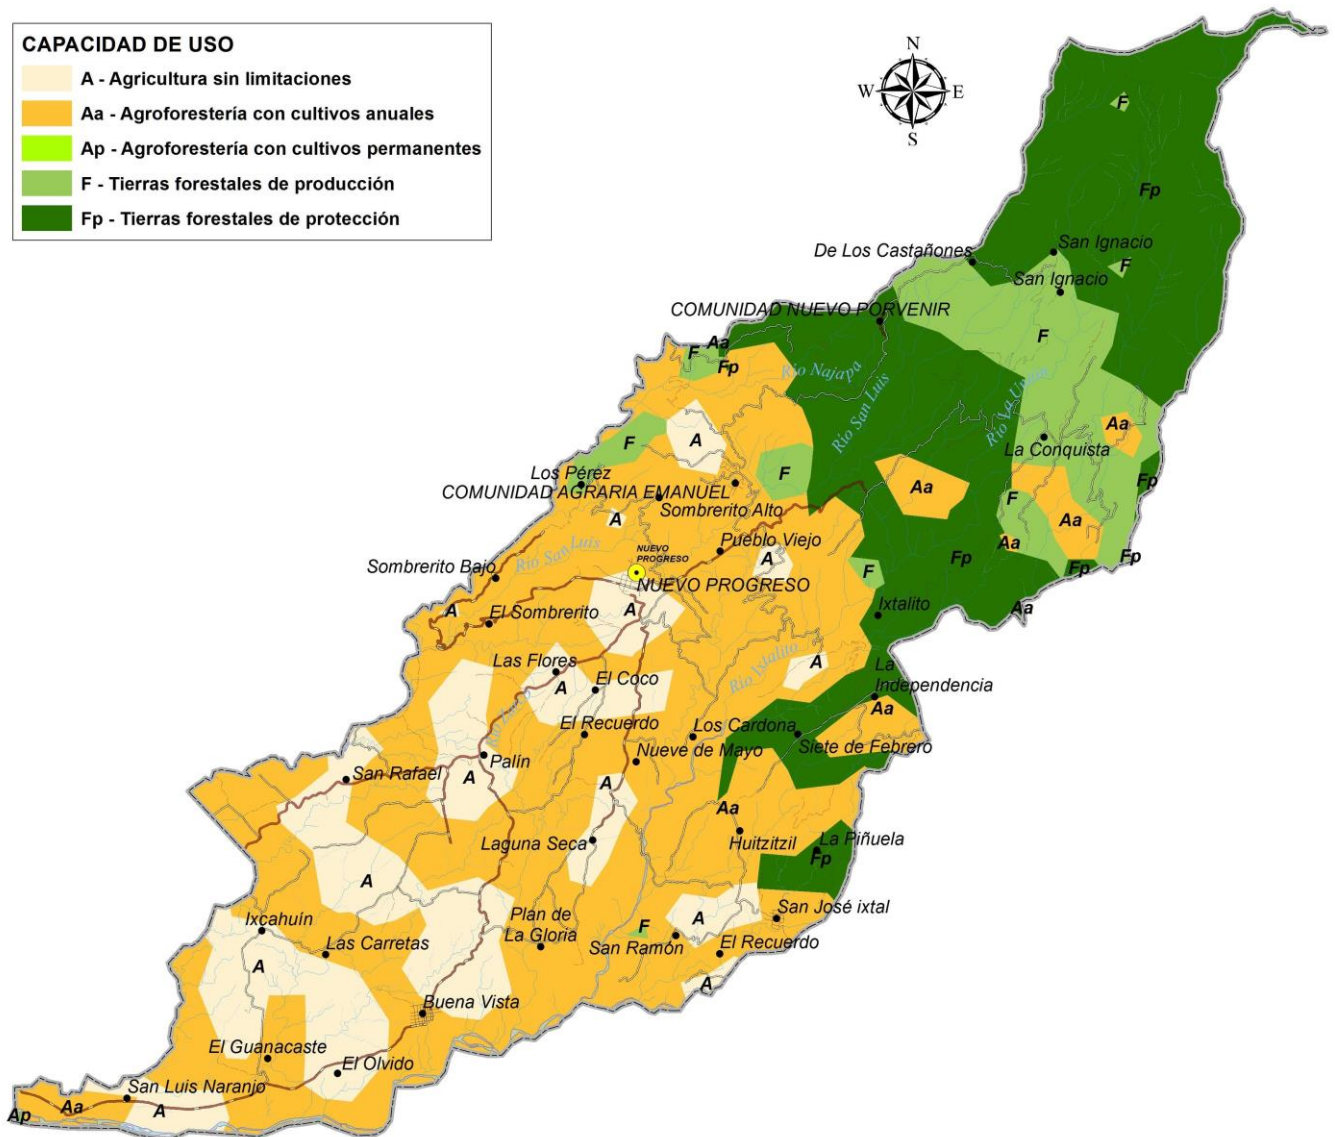 CAPACIDAD DE USO
A - Agricultura sin limitaciones
Aa - Agroforestería con cultivos anuales
Ap - Agroforestería con cultivos permanentes
F - Tierras forestales de producción
Fp - Tierras forestales de protección
N
W E
S
F
Fp
De Los Castañones
San Ignacio
F
San Ignacio
COMUNIDAD NUEVO PORVENIR
F
Aa
F
Fp
Río Najapa
Río San Luis
Río La Unión
Aa
A
F
La Conquista
Los Pérez
F
Fp
COMUNIDAD AGRARIA EMANUEL
Aa
F
Sombrerito Alto
A
Aa
Río San Luis
Pueblo Viejo
Aa
NUEVO
PROGRESO
A
Fp
Fp
Fp
Sombrerito Bajo
F
NUEVO PROGRESO
A
El Sombrerito
A
Ixtalito
Aa
Las Flores
A
El Coco
Río Ixtalito
A
La
Independencia
Aa
El Recuerdo
Los Cardona
Siete de Febrero
Nueve de Mayo
Palín
San Rafael
A
A
Aa
Laguna Seca
Huitzitzil
La Piñuela
Fp
A
Ixcahuín
Plan de
La Gloria
F
A
San José ixtal
Las Carretas
San Ramón
El Recuerdo
A
A
Buena Vista
El Guanacaste
El Olvido
San Luis Naranjo
Ap
Aa
A